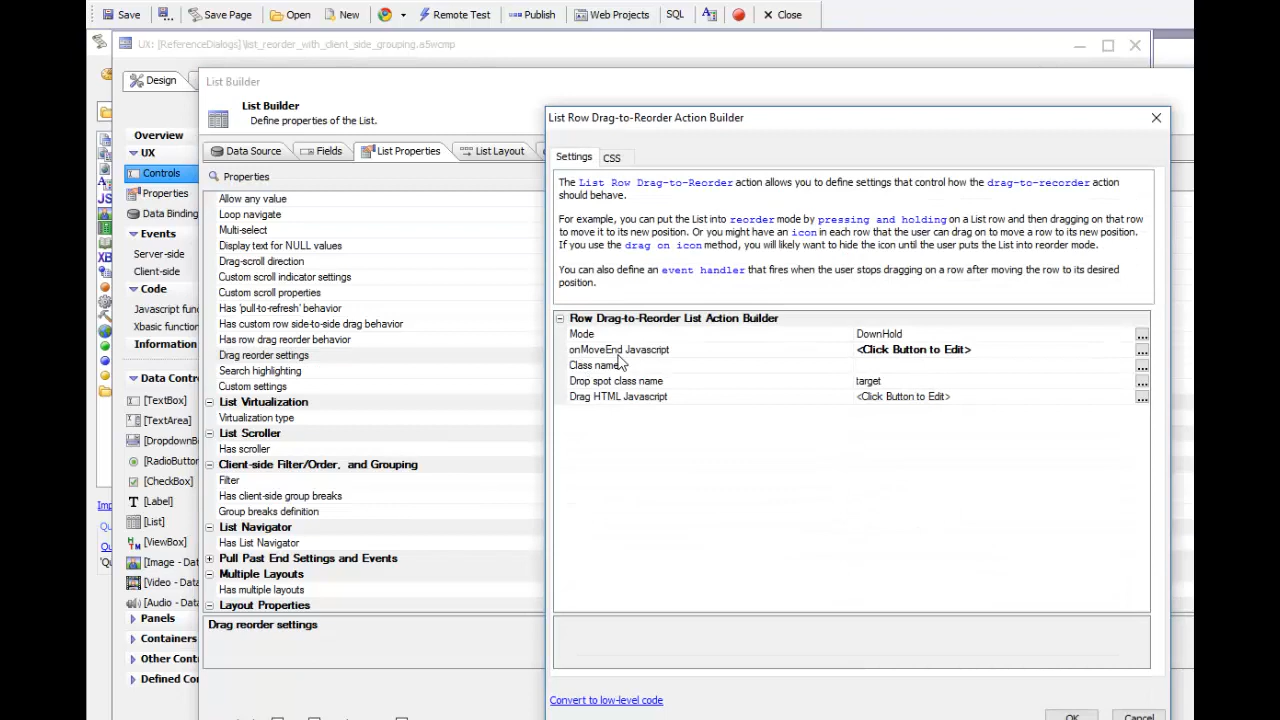 Save
Save Page
Open
New
Remote Test
Publish
Web Projects
SQL
Close
UX: [ReferenceDialogs]\list_reorder_with_client_side_grouping.a5wcmp
Design
List Builder
List Builder
Define properties of the List.
Data Source
Fields
List Properties
List Layout
Properties
Overview
UX
Controls
Properties
Data Binding
Events
Server-side
Client-side
Code
Javascript func
Xbasic function
Information
Data Contro
[TextBox]
[TextArea]
[DropdownB
[RadioButton
[CheckBox]
[Label]
[List]
[ViewBox]
[Image - Dat
[Video - Data
[Audio - Data
Panels
Containers
Other Cont
Defined Con
Allow any value
Loop navigate
Multi-select
Display text for NULL values
Drag-scroll direction
Custom scroll indicator settings
Custom scroll properties
Has 'pull-to-refresh' behavior
Has custom row side-to-side drag behavior
Has row drag reorder behavior
Drag reorder settings
Search highlighting
Custom settings
List Virtualization
Virtualization type
List Scroller
Has scroller
Client-side Filter/Order, and Grouping
Filter
Has client-side group breaks
Group breaks definition
List Navigator
Has List Navigator
Pull Past End Settings and Events
Multiple Layouts
Has multiple layouts
Layout Properties
Drag reorder settings
List Row Drag-to-Reorder Action Builder
Settings
CSS
The List Row Drag-to-Reorder action allows you to define settings that control how the drag-to-recorder action
should behave.
For example, you can put the List into reorder mode by pressing and holding on a List row and then dragging on that row
to move it to its new position. Or you might have an icon in each row that the user can drag on to move a row to its new position.
If you use the drag on icon method, you will likely want to hide the icon until the user puts the List into reorder mode.
You can also define an event handler that fires when the user stops dragging on a row after moving the row to its desired
position.
Row Drag-to-Reorder List Action Builder
Mode DownHold ...
onMoveEnd Javascript <Click Button to Edit> ...
Class name ...
Drop spot class name target ...
Drag HTML Javascript <Click Button to Edit> ...
Convert to low-level code
OK
Cancel